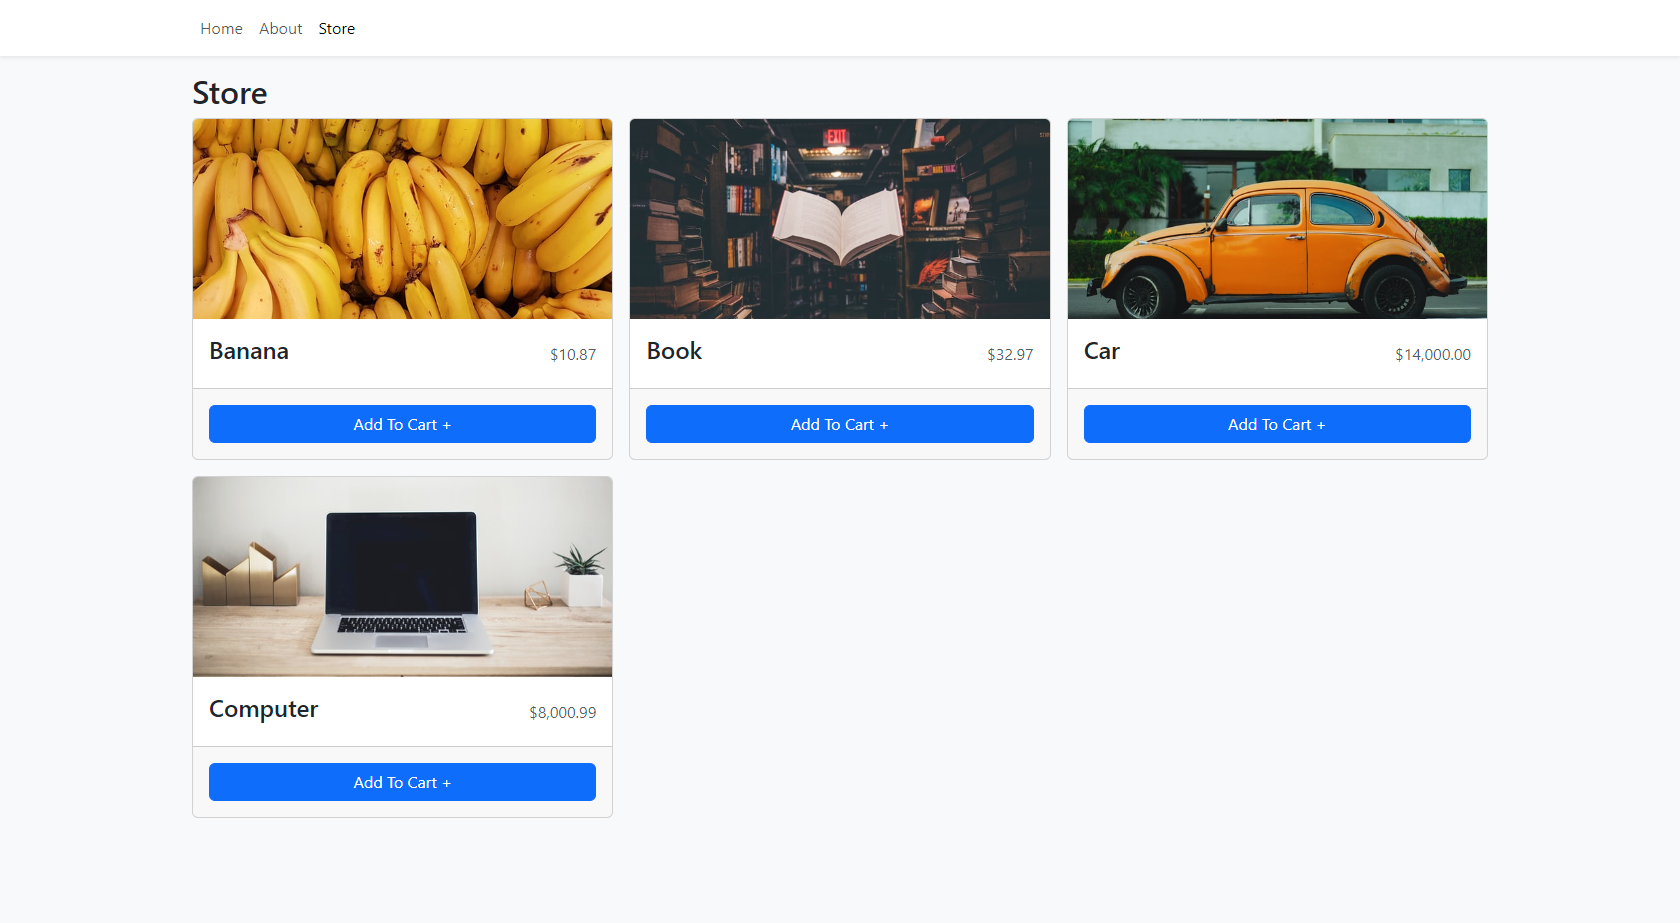 Home About Store
Store
EXIT
Banana $10.87
Add To Cart +
Book $32.97
Add To Cart +
Car $14,000.00
Add To Cart +
Computer $8,000.99
Add To Cart +